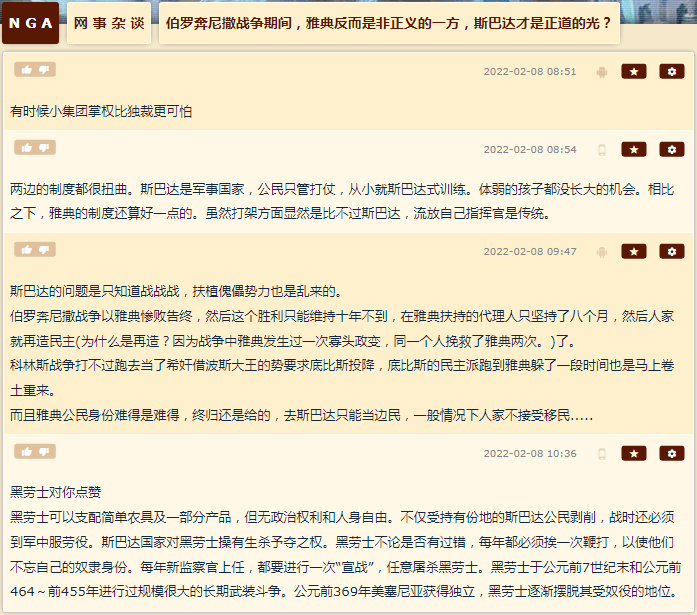 NGA 网事杂谈 伯罗奔尼撒战争期间，雅典反而是非正义的一方，斯巴达才是正道的光？
2022-02-08 08:51
有时候小集团掌权比独裁更可怕
2022-02-08 08:54
两边的制度都很扭曲。斯巴达是军事国家，公民只管打仗，从小就斯巴达式训练。体弱的孩子都没长大的机会。相比
之下，雅典的制度还算好一点的。虽然打架方面显然是比不过斯巴达，流放自己指挥官是传统。
2022-02-08 09:47
斯巴达的问题是只知道战战战，扶植傀儡势力也是乱来的。
伯罗奔尼撒战争以雅典惨败告终，然后这个胜利只能维持十年不到，在雅典扶持的代理人只坚持了八个月，然后人家
就再造民主(为什么是再造？因为战争中雅典发生过一次寡头政变，同一个人挽救了雅典两次。)了。
科林斯战争打不过跑去当了希奸借波斯大王的势要求底比斯投降，底比斯的民主派跑到雅典躲了一段时间也是马上卷
土重来。
而且雅典公民身份难得是难得，终归还是给的，去斯巴达只能当边民，一般情况下人家不接受移民.....
2022-02-08 10:36
黑劳士对你点赞
黑劳士可以支配简单农具及一部分产品，但无政治权利和人身自由。不仅受持有份地的斯巴达公民剥削，战时还必须
到军中服劳役。斯巴达国家对黑劳士操有生杀予夺之权。黑劳士不论是否有过错，每年都必须挨一次鞭打，以使他们
不忘自己的奴隶身份。每年新监察官上任，都要进行一次“宣战”，任意屠杀黑劳士。黑劳士于公元前7世纪末和公元前
464～前455年进行过规模很大的长期武装斗争。公元前369年美塞尼亚获得独立，黑劳士逐渐摆脱其受奴役的地位。